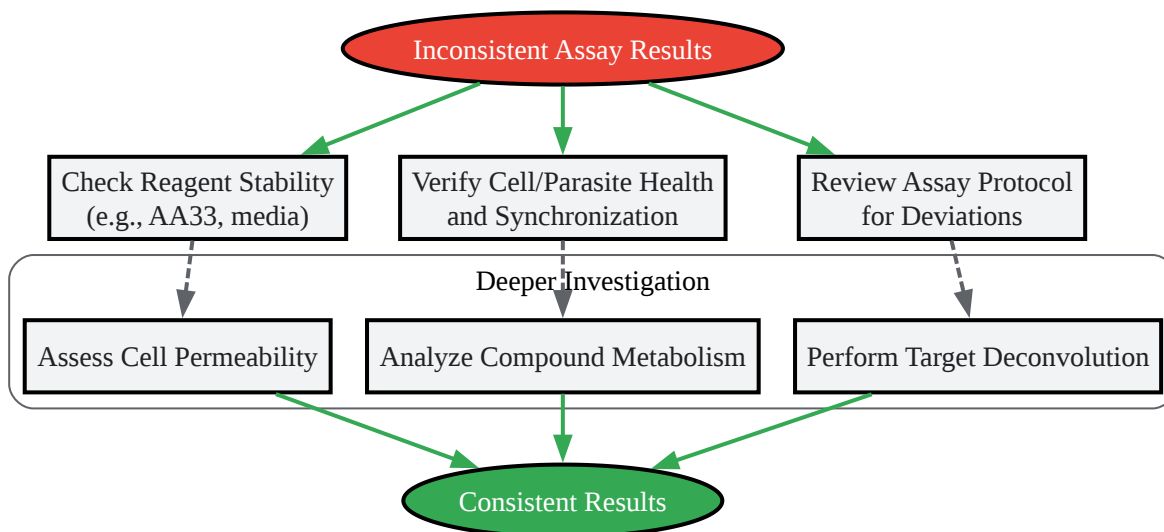 Inconsistent Assay Results
Check Reagent Stability
(e.g., AA33, media)
Verify Cell/Parasite Health
and Synchronization
Review Assay Protocol
for Deviations
Deeper Investigation
Assess Cell Permeability
Analyze Compound Metabolism
Perform Target Deconvolution
Consistent Results